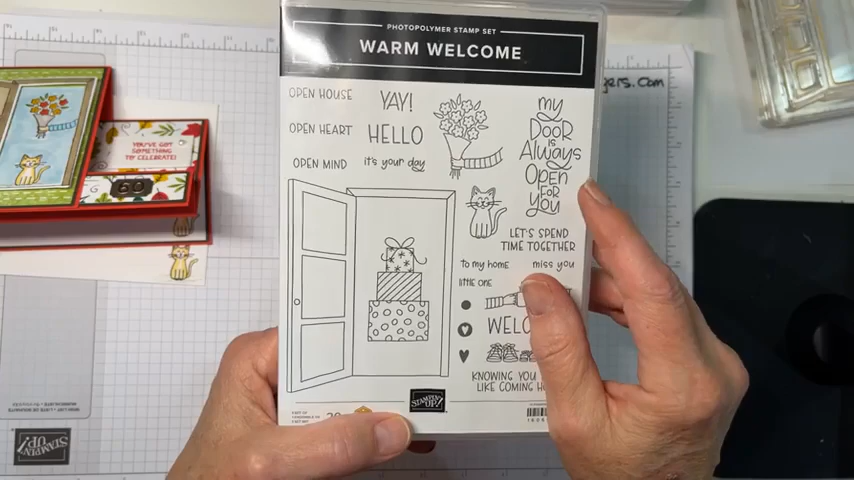 PHOTOPOLYMER STAMP SET
WARM WELCOME
OPEN HOUSE
YAY!
OPEN HEART
HELLO
OPEN MIND
it's your day
my
DOOR
is
ALWAYS
OPEN
FOR
YOU
LET'S SPEND
TIME TOGETHER
to my home
miss you
little one
KNOWING YOU
LIKE COMING
STAMPIN' UP!
YOU'VE GOT
SOMETHING
TO CELEBRATE!
60
STAMPIN' UP!